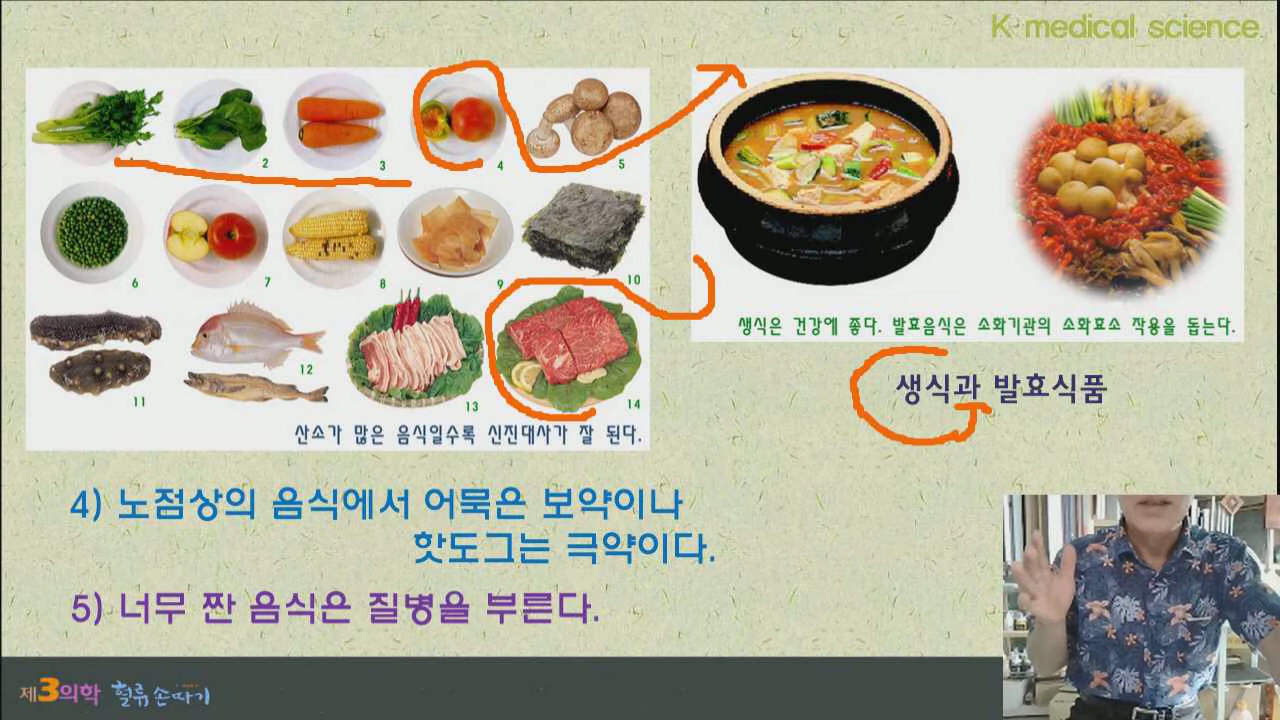 K medical science
1
2
3
4
5
6
7
8
9
10
11
12
13
14
산소가 많은 음식일수록 신진대사가 잘 된다.
생식은 건강에 좋다. 발효음식은 소화기관의 소화효소 작용을 돕는다.
생식과 발효식품
4) 노점상의 음식에서 어묵은 보약이나
핫도그는 극약이다.
5) 너무 짠 음식은 질병을 부른다.
제3의학 혈류 손따기